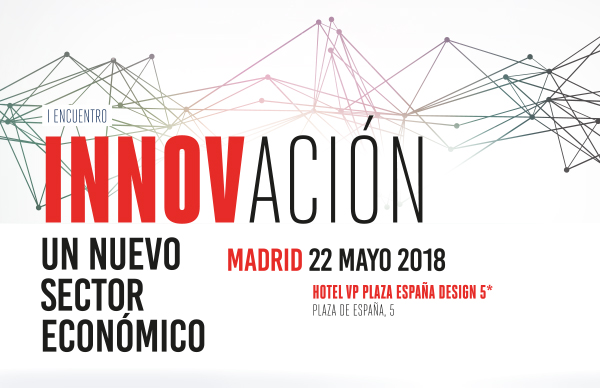 I ENCUENTRO
INNOVACIÓN
UN NUEVO
SECTOR
ECONÓMICO
MADRID 22 MAYO 2018
HOTEL VP PLAZA ESPAÑA DESIGN 5*
PLAZA DE ESPAÑA, 5